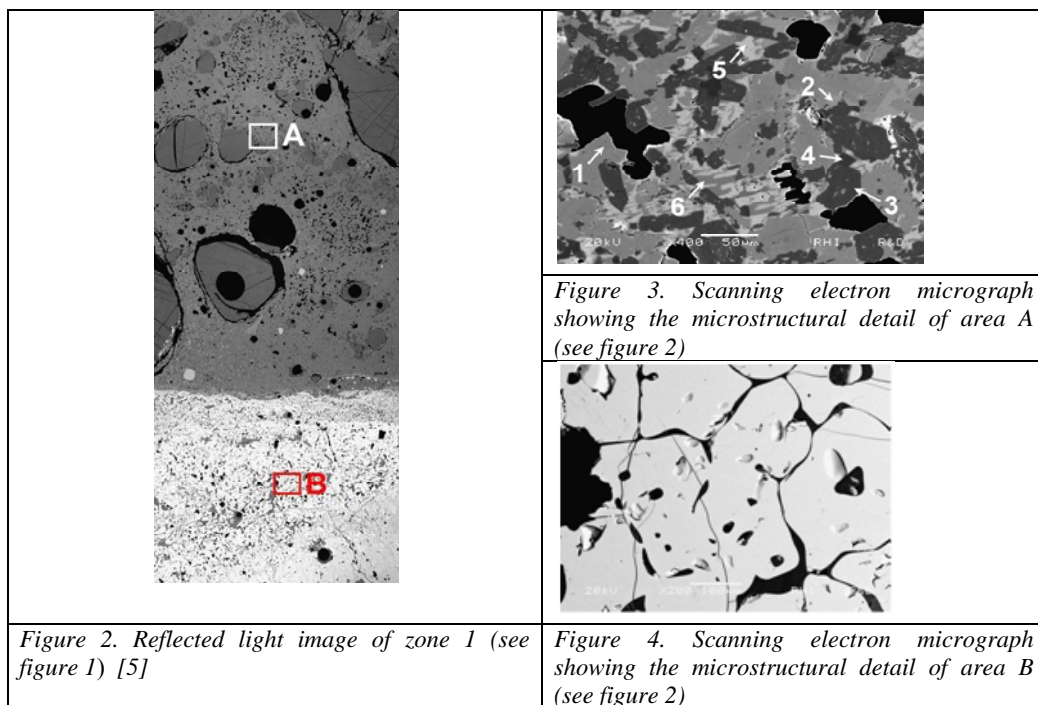 A
B
Figure 2. Reflected light image of zone 1 (see
figure 1) [5]
5
2
4
1
6
3
20kV X400 50µm RHI R&D
Figure 3. Scanning electron micrograph
showing the microstructural detail of area A
(see figure 2)
20kV X200 100µm
Figure 4. Scanning electron micrograph
showing the microstructural detail of area B
(see figure 2)